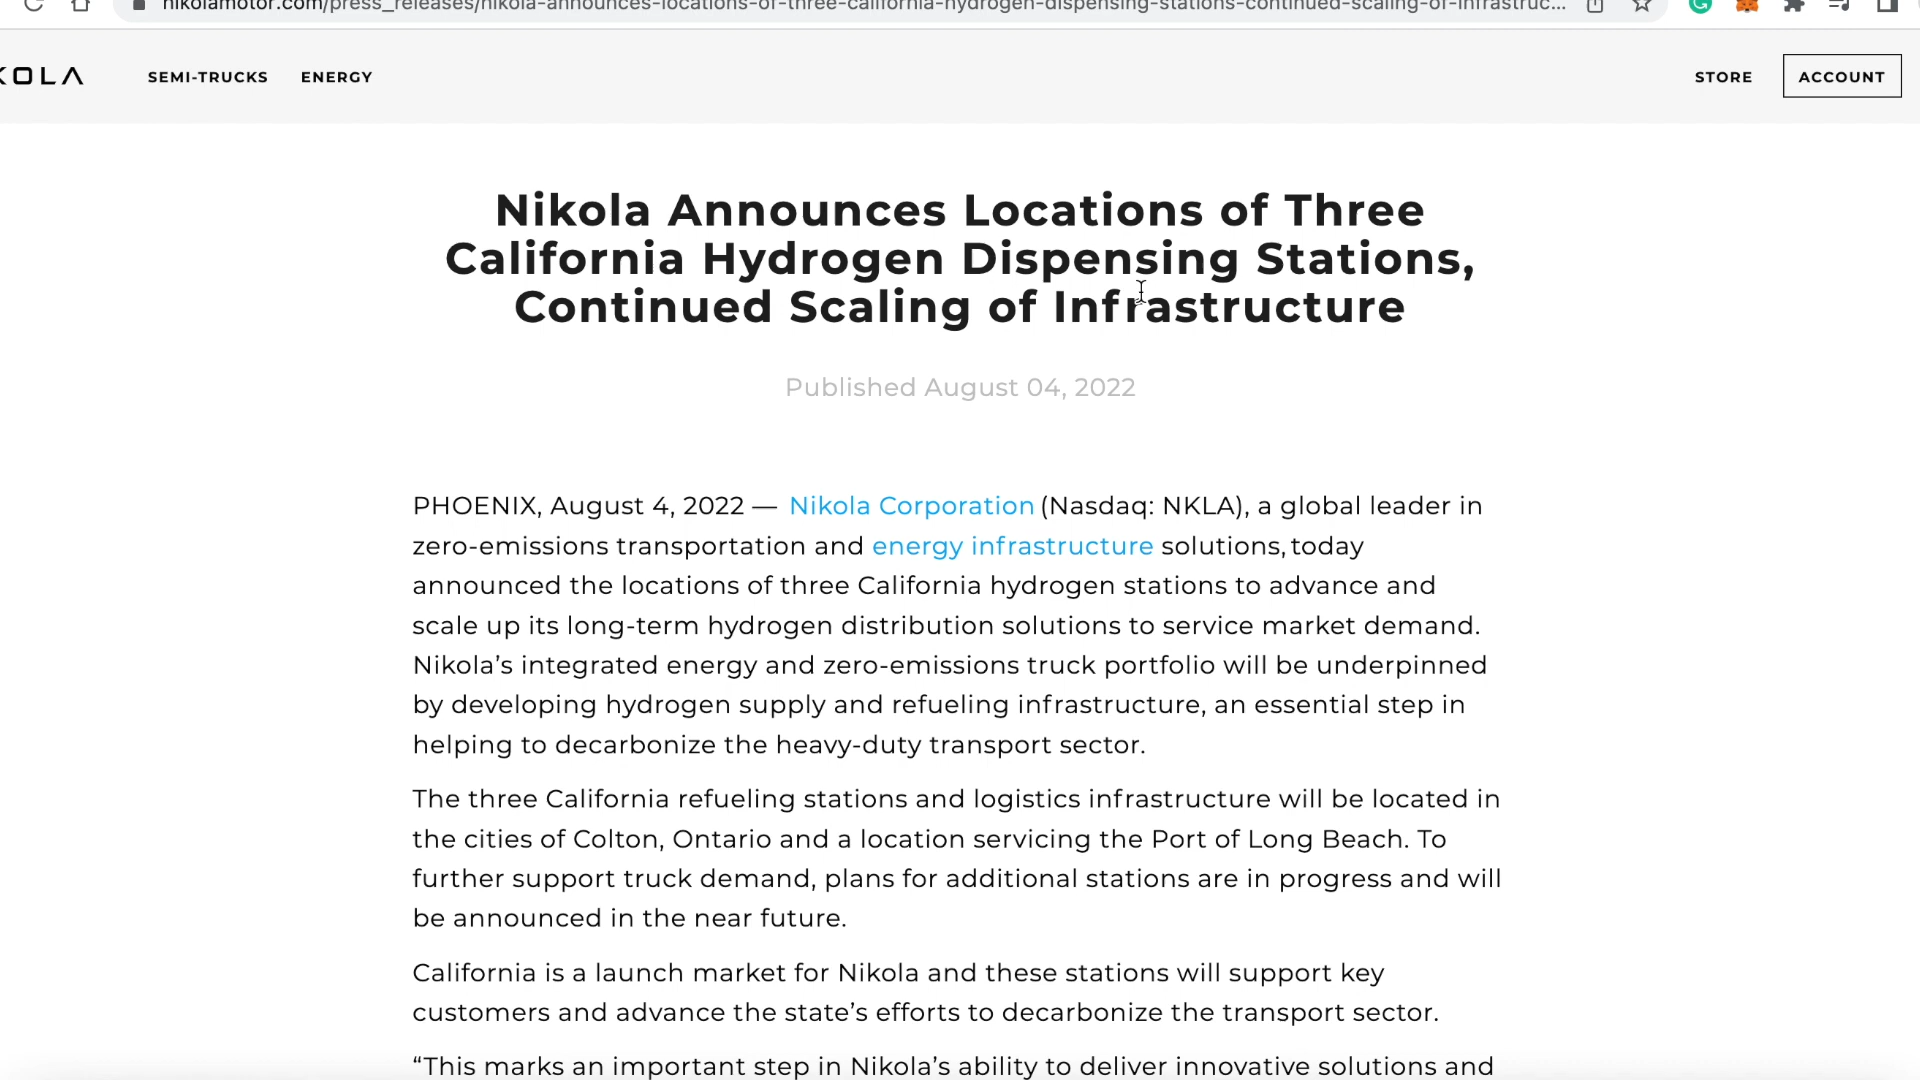 nikolamotor.com/press_releases/nikola-announces-locations-of-three-california-hydrogen-dispensing-stations-continued-scaling-of-infrastruc...
KOLA
SEMI-TRUCKS ENERGY
STORE ACCOUNT
Nikola Announces Locations of Three
California Hydrogen Dispensing Stations,
Continued Scaling of Infrastructure
Published August 04, 2022
PHOENIX, August 4, 2022 — Nikola Corporation (Nasdaq: NKLA), a global leader in
zero-emissions transportation and energy infrastructure solutions, today
announced the locations of three California hydrogen stations to advance and
scale up its long-term hydrogen distribution solutions to service market demand.
Nikola’s integrated energy and zero-emissions truck portfolio will be underpinned
by developing hydrogen supply and refueling infrastructure, an essential step in
helping to decarbonize the heavy-duty transport sector.
The three California refueling stations and logistics infrastructure will be located in
the cities of Colton, Ontario and a location servicing the Port of Long Beach. To
further support truck demand, plans for additional stations are in progress and will
be announced in the near future.
California is a launch market for Nikola and these stations will support key
customers and advance the state’s efforts to decarbonize the transport sector.
“This marks an important step in Nikola’s ability to deliver innovative solutions and